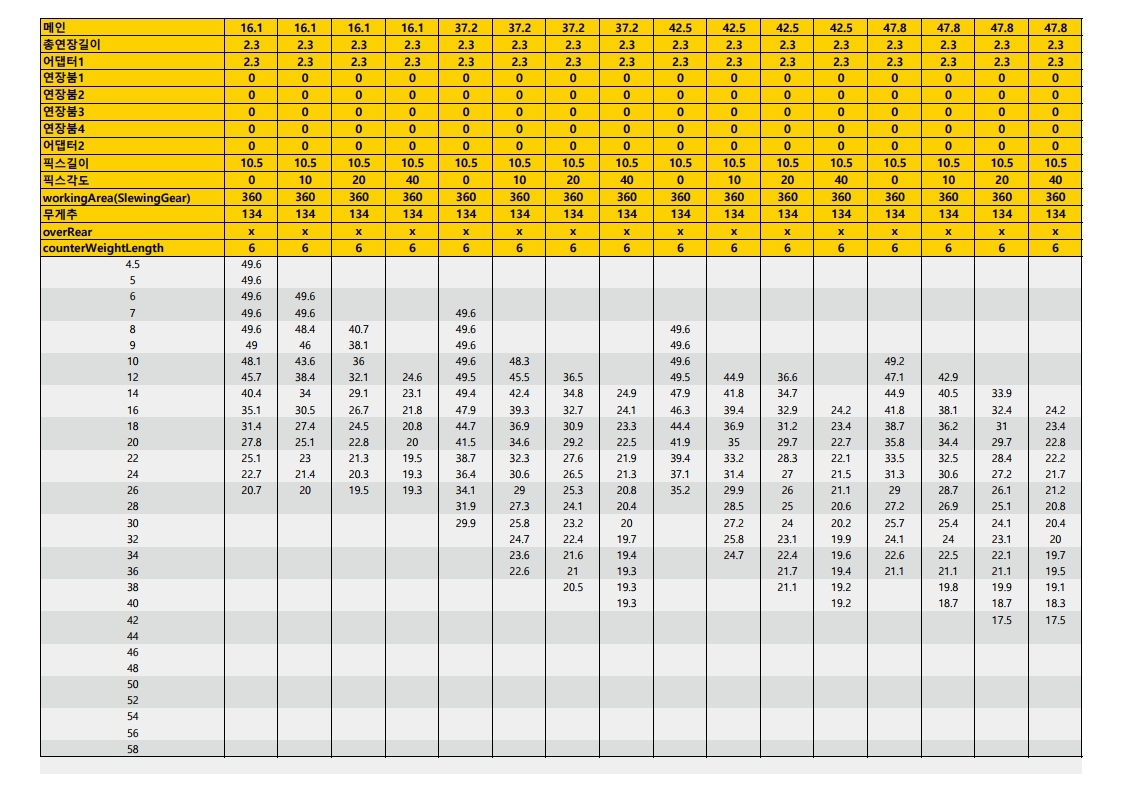 메인 16.1 16.1 16.1 16.1 37.2 37.2 37.2 37.2 42.5 42.5 42.5 42.5 47.8 47.8 47.8 47.8
총연장길이 2.3 2.3 2.3 2.3 2.3 2.3 2.3 2.3 2.3 2.3 2.3 2.3 2.3 2.3 2.3 2.3
어댑터1 2.3 2.3 2.3 2.3 2.3 2.3 2.3 2.3 2.3 2.3 2.3 2.3 2.3 2.3 2.3 2.3
연장붐1 0 0 0 0 0 0 0 0 0 0 0 0 0 0 0 0
연장붐2 0 0 0 0 0 0 0 0 0 0 0 0 0 0 0 0
연장붐3 0 0 0 0 0 0 0 0 0 0 0 0 0 0 0 0
연장붐4 0 0 0 0 0 0 0 0 0 0 0 0 0 0 0 0
어댑터2 0 0 0 0 0 0 0 0 0 0 0 0 0 0 0 0
픽스길이 10.5 10.5 10.5 10.5 10.5 10.5 10.5 10.5 10.5 10.5 10.5 10.5 10.5 10.5 10.5 10.5
픽스각도 0 10 20 40 0 10 20 40 0 10 20 40 0 10 20 40
workingArea(SlewingGear) 360 360 360 360 360 360 360 360 360 360 360 360 360 360 360 360
무게추 134 134 134 134 134 134 134 134 134 134 134 134 134 134 134 134
overRear x x x x x x x x x x x x x x x x
counterWeightLength 6 6 6 6 6 6 6 6 6 6 6 6 6 6 6 6
4.5 49.6
5 49.6
6 49.6 49.6
7 49.6 49.6 49.6
8 49.6 48.4 40.7 49.6 49.6
9 49 46 38.1 49.6 49.6
10 48.1 43.6 36 49.6 48.3 49.6 49.2
12 45.7 38.4 32.1 24.6 49.5 45.5 36.5 49.5 44.9 36.6 47.1 42.9
14 40.4 34 29.1 23.1 49.4 42.4 34.8 24.9 47.9 41.8 34.7 44.9 40.5 33.9
16 35.1 30.5 26.7 21.8 47.9 39.3 32.7 24.1 46.3 39.4 32.9 24.2 41.8 38.1 32.4 24.2
18 31.4 27.4 24.5 20.8 44.7 36.9 30.9 23.3 44.4 36.9 31.2 23.4 38.7 36.2 31 23.4
20 27.8 25.1 22.8 20 41.5 34.6 29.2 22.5 41.9 35 29.7 22.7 35.8 34.4 29.7 22.8
22 25.1 23 21.3 19.5 38.7 32.3 27.6 21.9 39.4 33.2 28.3 22.1 33.5 32.5 28.4 22.2
24 22.7 21.4 20.3 19.3 36.4 30.6 26.5 21.3 37.1 31.4 27 21.5 31.3 30.6 27.2 21.7
26 20.7 20 19.5 19.3 34.1 29 25.3 20.8 35.2 29.9 26 21.1 29 28.7 26.1 21.2
28 31.9 27.3 24.1 20.4 28.5 25 20.6 27.2 26.9 25.1 20.8
30 29.9 25.8 23.2 20 27.2 24 20.2 25.7 25.4 24.1 20.4
32 24.7 22.4 19.7 25.8 23.1 19.9 24.1 24 23.1 20
34 23.6 21.6 19.4 24.7 22.4 19.6 22.6 22.5 22.1 19.7
36 22.6 21 19.3 21.7 19.4 21.1 21.1 21.1 19.5
38 20.5 19.3 21.1 19.2 19.8 19.9 19.1
40 19.3 19.2 18.7 18.7 18.3
42 17.5 17.5
44
46
48
50
52
54
56
58